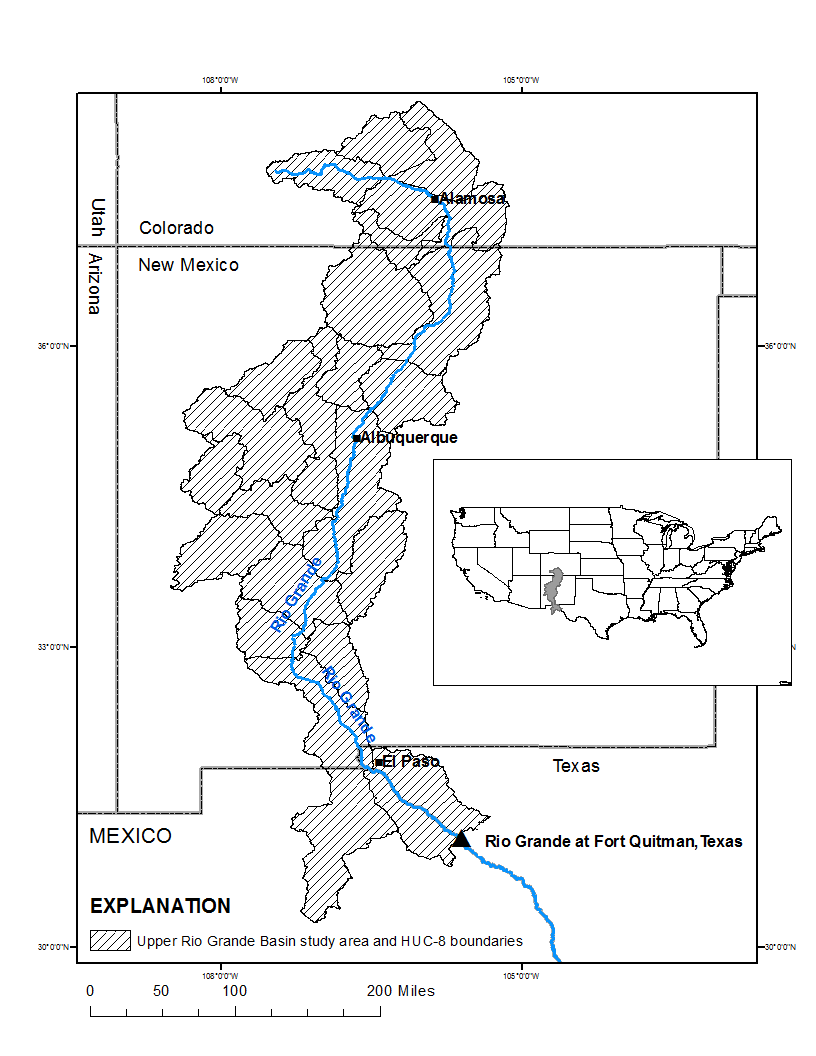 108°0'0"W 105°0'0"W
Alamosa
Utah
Colorado
Arizona
New Mexico
36°0'0"N 36°0'0"N
Albuquerque
Rio Grande
33°0'0"N
Rio Grande
El Paso
Texas
MEXICO
Rio Grande at Fort Quitman, Texas
EXPLANATION
Upper Rio Grande Basin study area and HUC-8 boundaries
30°0'0"N 30°0'0"N
108°0'0"W 105°0'0"W
0 50 100 200 Miles